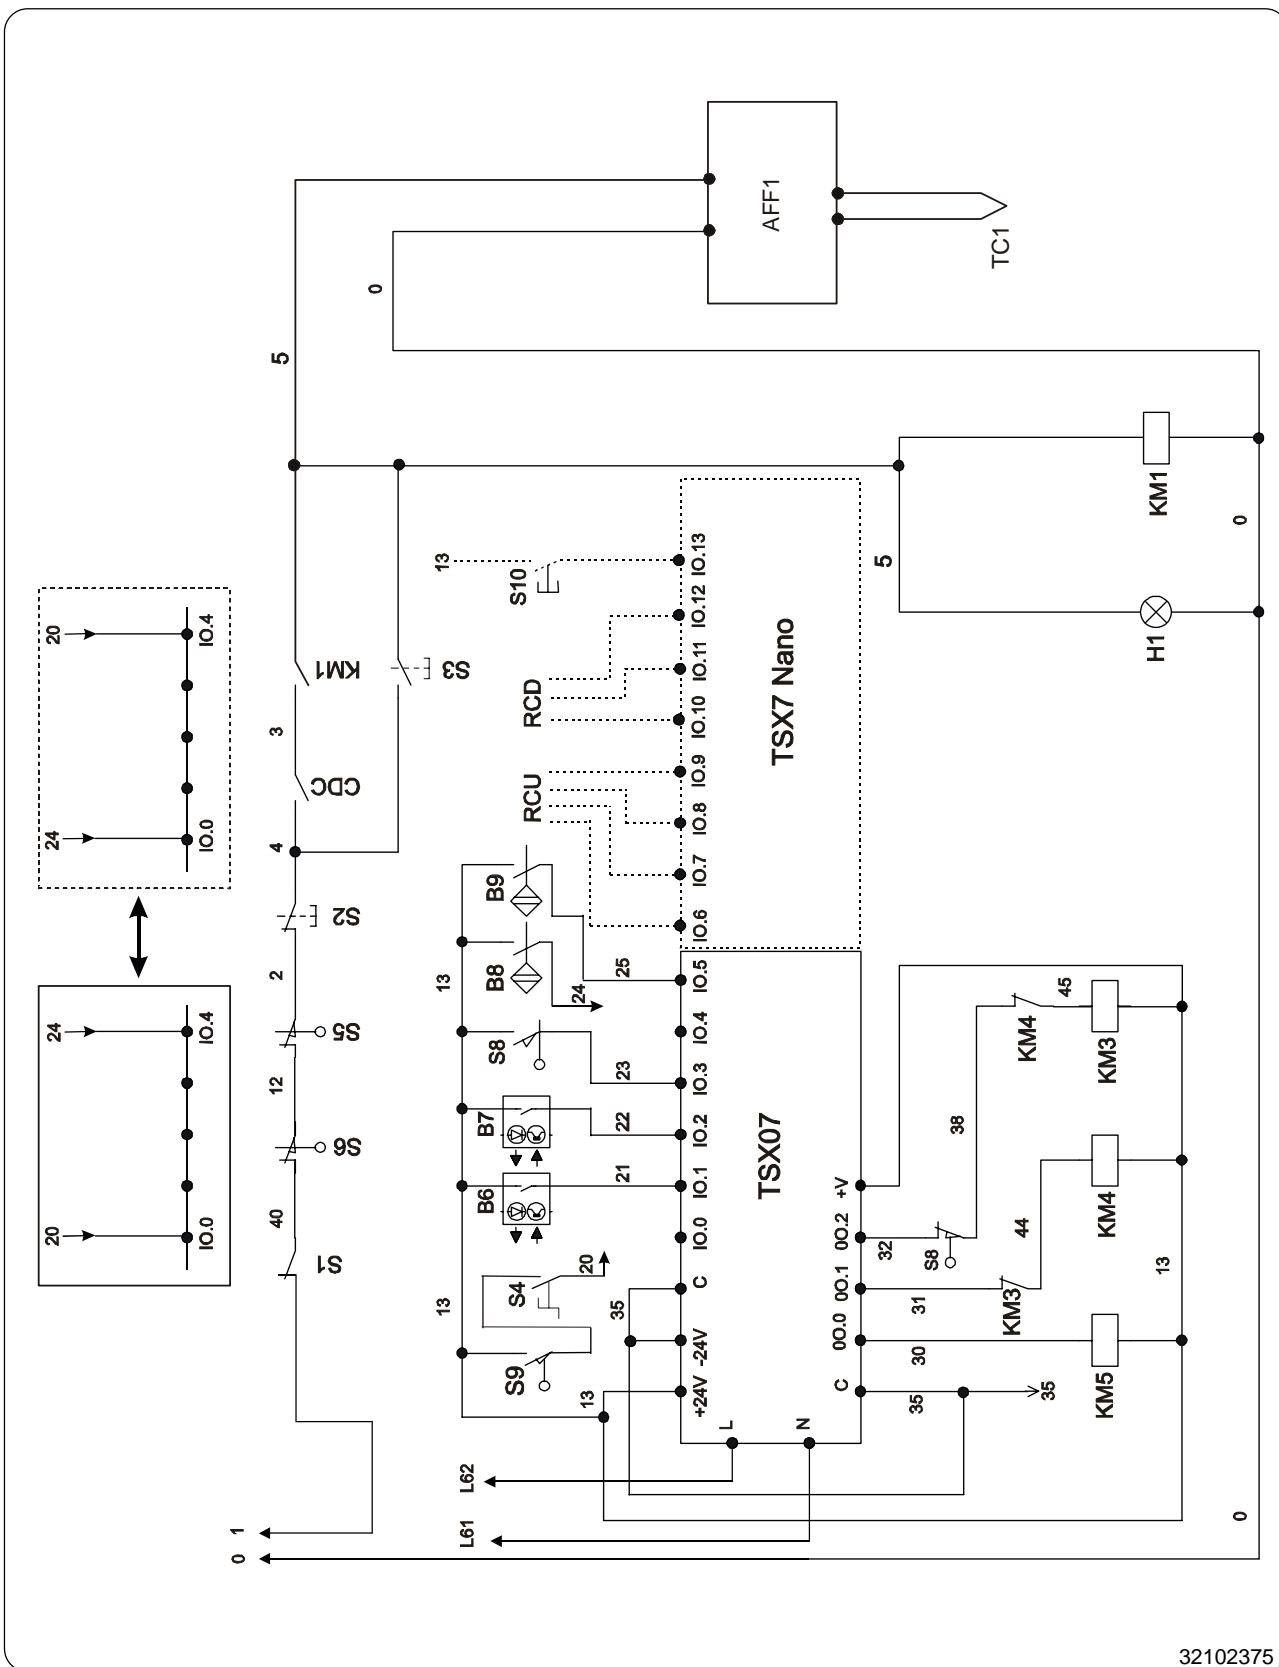 AFF1
TC1
0
5
KM1
0
H1
5
13
S10
IO.13
IO.12
IO.11
IO.10
IO.9
IO.8
IO.7
IO.6
RCD
RCU
TSX7 Nano
20
IO.4
24
IO.0
24
IO.4
20
IO.0
KM1
S3
3
CDC
4
S2
2
S5
12
S6
40
S1
B9
B8
25
24
13
S8
23
B7
22
B6
21
S4
20
13
S9
35
13
IO.5
IO.4
IO.3
IO.2
IO.1
IO.0
C
-24V
+24V
TSX07
+V
0O.2
0O.1
0O.0
C
L
N
32
S8
38
KM4
45
KM3
31
KM3
44
KM4
13
30
KM5
35
35
L62
L61
1
0
0
32102375